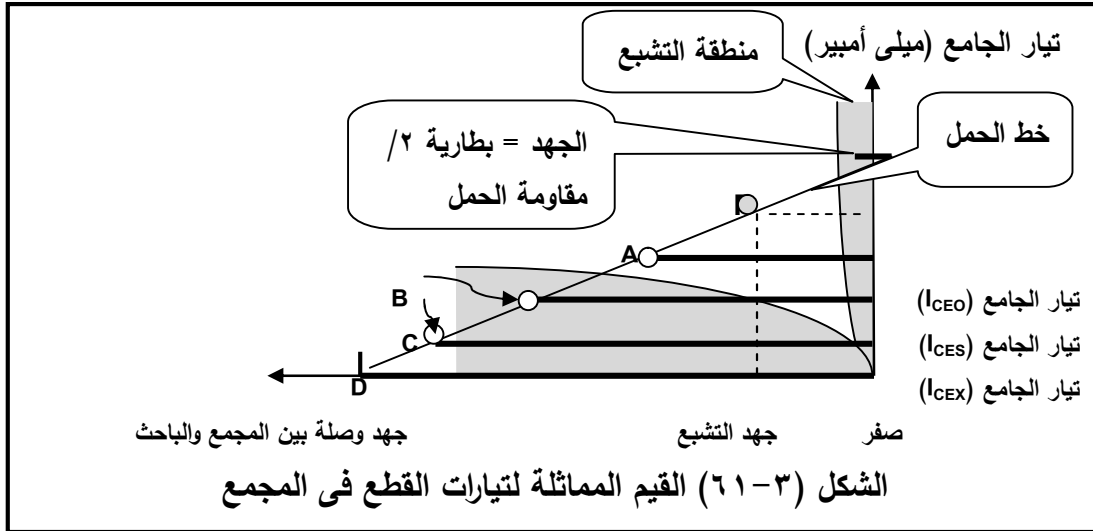 تيار الجامع (ميلى أمبير)
منطقة التشبع
خط الحمل
الجهد = بطارية ٢/
مقاومة الحمل
A
B
تيار الجامع (ICEO)
C
تيار الجامع (ICES)
D
تيار الجامع (ICEX)
صفر
جهد التشبع
جهد وصلة بين المجمع والباحث
الشكل (٣-٦١) القيم المماثلة لتيارات القطع فى المجمع